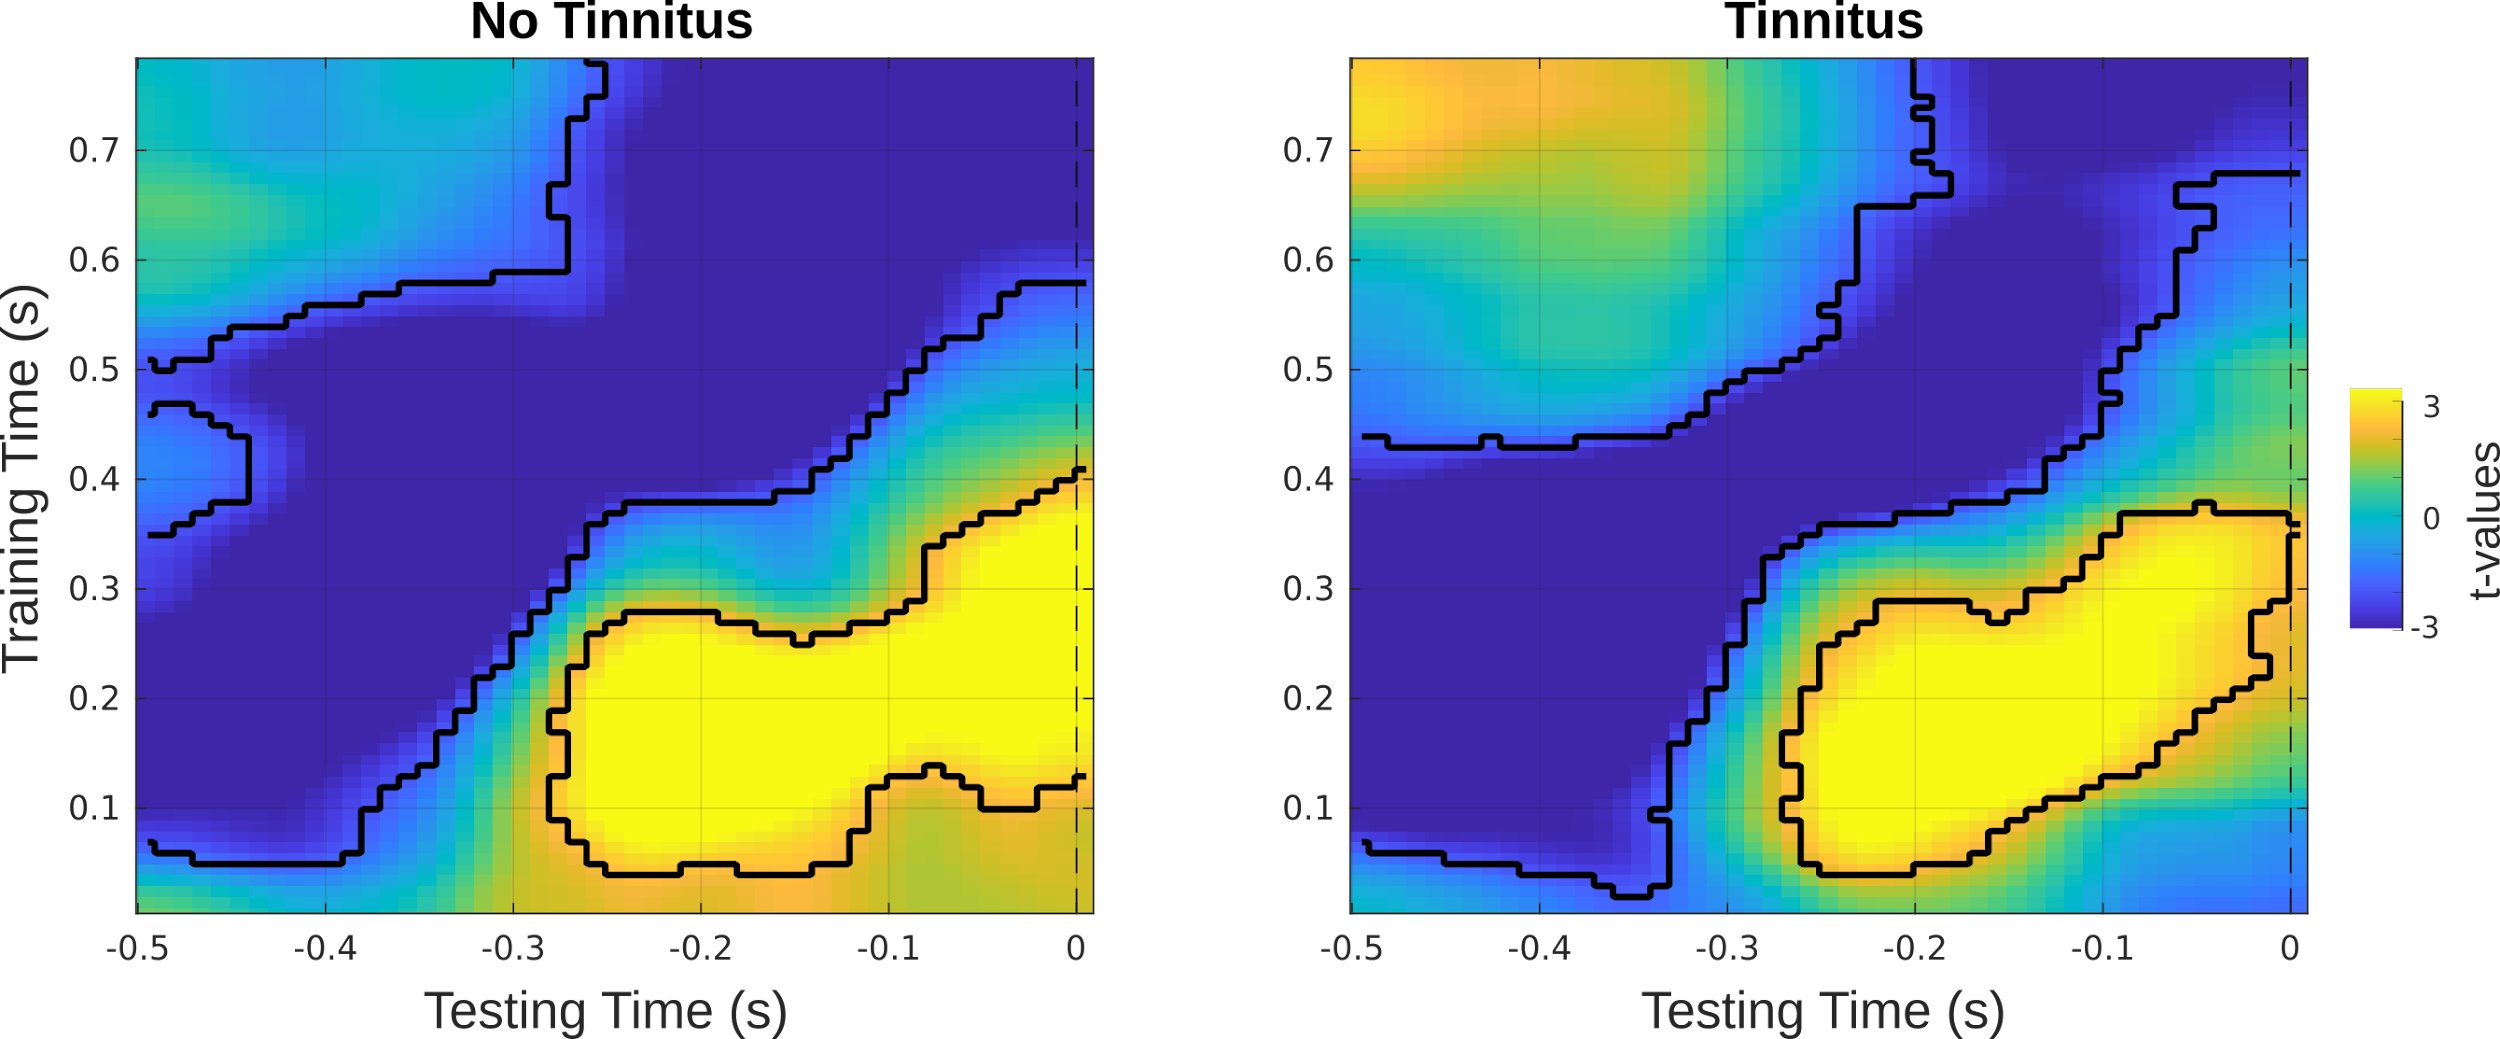 No Tinnitus
Tinnitus
Training Time (s)
0.7
0.6
0.5
0.4
0.3
0.2
0.1
-0.5 -0.4 -0.3 -0.2 -0.1 0
Testing Time (s)
0.7
0.6
0.5
0.4
0.3
0.2
0.1
-0.5 -0.4 -0.3 -0.2 -0.1 0
Testing Time (s)
3
0
-3
t-values